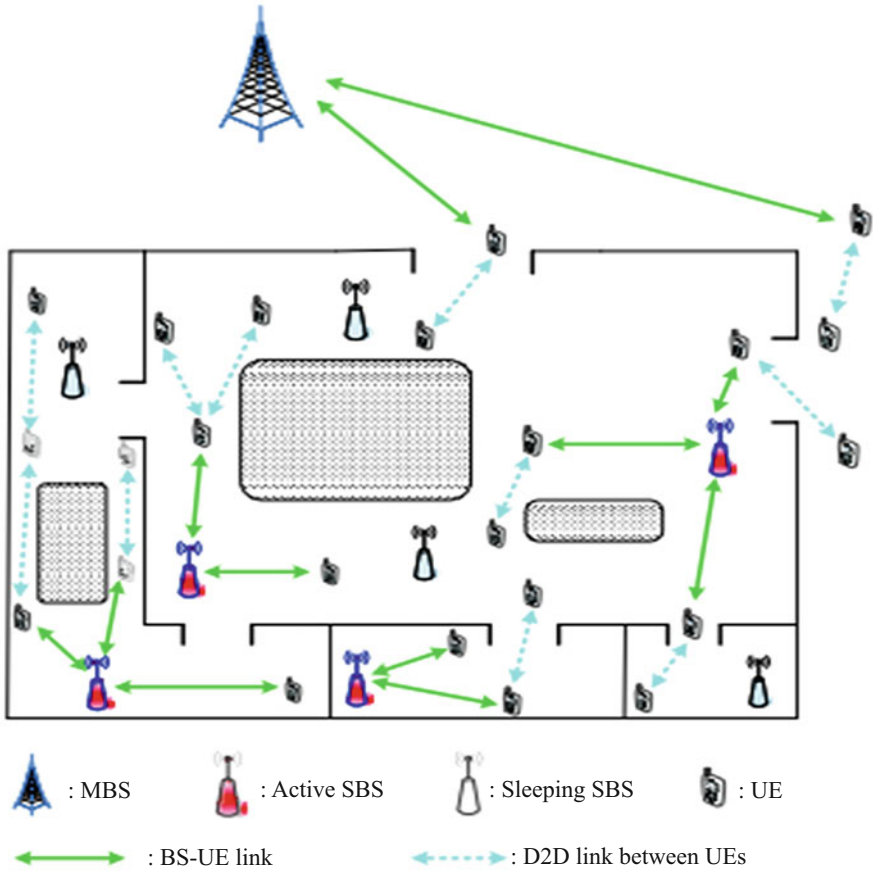 : MBS : Active SBS : Sleeping SBS : UE
: BS-UE link : D2D link between UEs